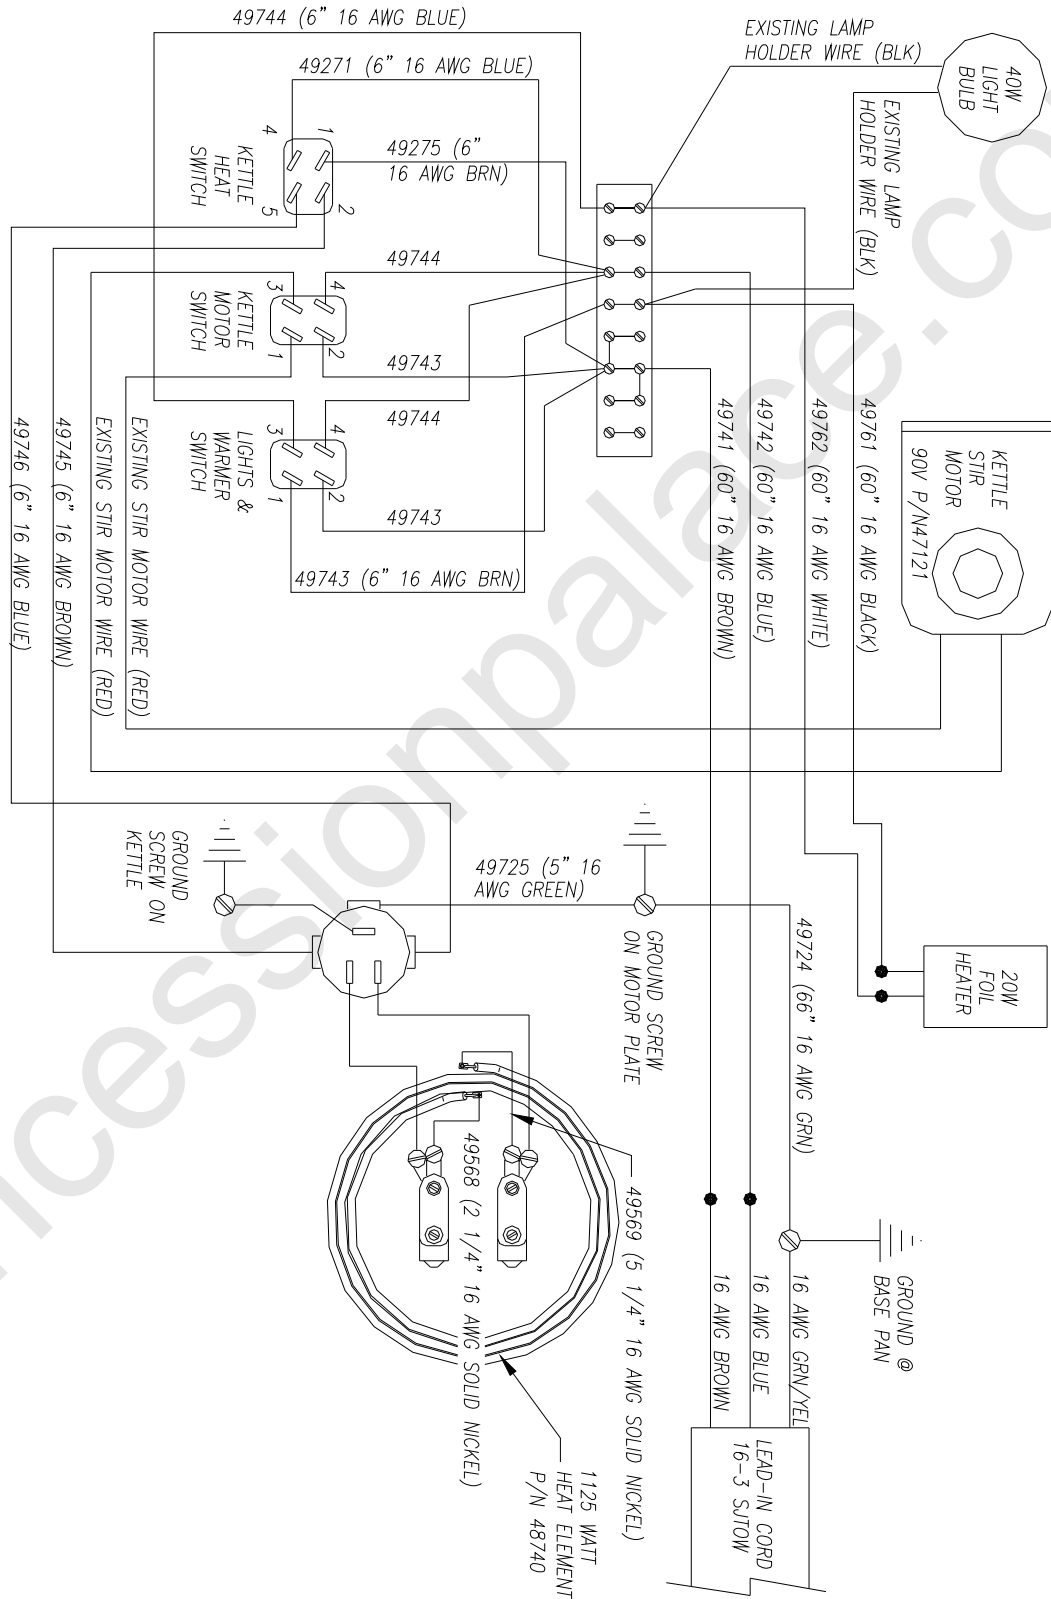 49744 (6" 16 AWG BLUE)
49271 (6" 16 AWG BLUE)
49275 (6"
16 AWG BRN)
EXISTING LAMP
HOLDER WIRE (BLK)
40W
LIGHT
BULB
EXISTING LAMP
HOLDER WIRE (BLK)
1
4
2
5
KETTLE
HEAT
SWITCH
49744
3
4
1
2
KETTLE
MOTOR
SWITCH
49743
49744
3
4
1
2
LIGHTS &
WARMER
SWITCH
49743
49743 (6" 16 AWG BRN)
49746 (6" 16 AWG BLUE)
49745 (6" 16 AWG BROWN)
EXISTING STIR MOTOR WIRE (RED)
EXISTING STIR MOTOR WIRE (RED)
49741 (60" 16 AWG BROWN)
49742 (60" 16 AWG BLUE)
49762 (60" 16 AWG WHITE)
49761 (60" 16 AWG BLACK)
KETTLE
STIR
MOTOR
90V P/N47121
GROUND
SCREW ON
KETTLE
49725 (5" 16
AWG GREEN)
GROUND SCREW
ON MOTOR PLATE
49724 (66" 16 AWG GRN)
20W
FOIL
HEATER
49568 (2 1/4" 16 AWG SOLID NICKEL)
49569 (5 1/4" 16 AWG SOLID NICKEL)
1125 WATT
HEAT ELEMENT
P/N 48740
GROUND @
BASE PAN
16 AWG BROWN
16 AWG BLUE
16 AWG GRN/YEL
LEAD-IN CORD
16-3 SJTOW
icessionpalace.co